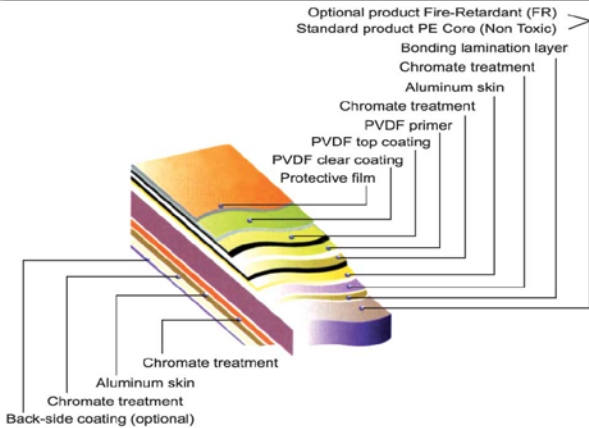 Optional product Fire-Retardant (FR)
Standard product PE Core (Non Toxic)
Bonding lamination layer
Chromate treatment
Aluminum skin
Chromate treatment
PVDF primer
PVDF top coating
PVDF clear coating
Protective film
Chromate treatment
Aluminum skin
Chromate treatment
Back-side coating (optional)